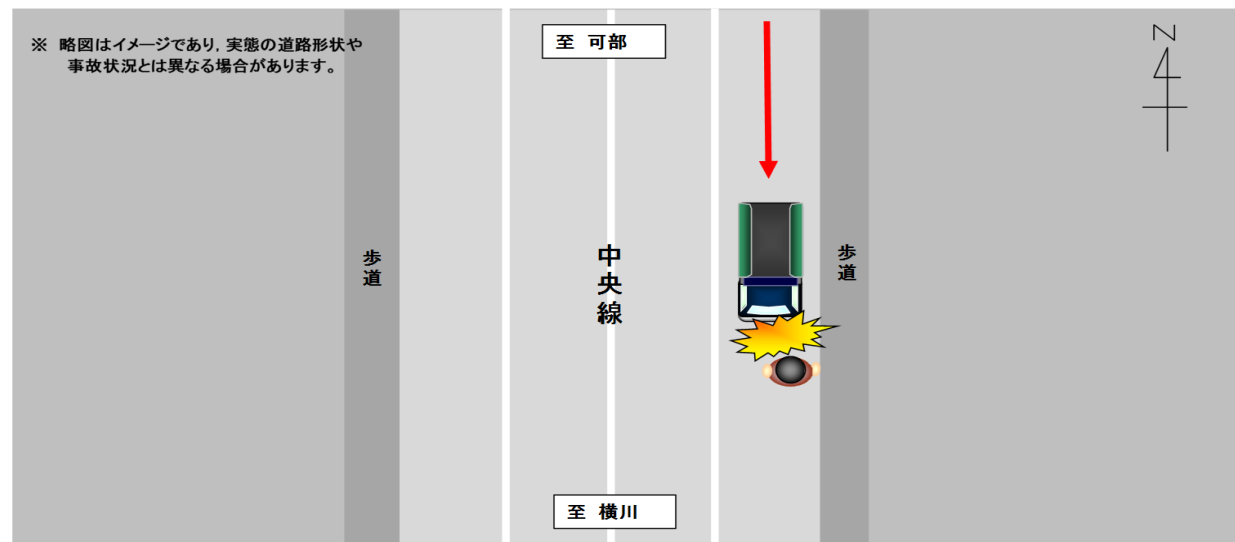 ※ 略図はイメージであり，実態の道路形状や
事故状況とは異なる場合があります。
至 可部
N
歩道
中央線
歩道
至 横川